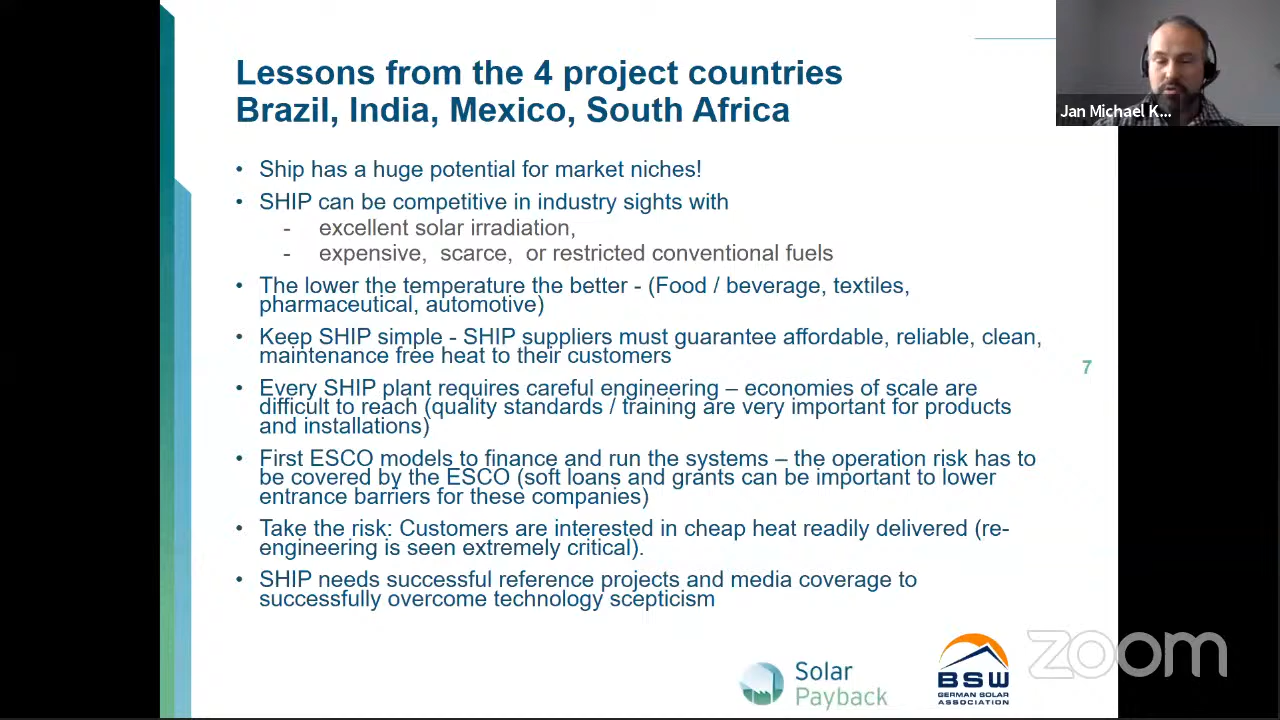 Lessons from the 4 project countries
Brazil, India, Mexico, South Africa
Jan Michael K...
• Ship has a huge potential for market niches!
• SHIP can be competitive in industry sights with
- excellent solar irradiation,
- expensive, scarce, or restricted conventional fuels
• The lower the temperature the better - (Food / beverage, textiles,
pharmaceutical, automotive)
• Keep SHIP simple - SHIP suppliers must guarantee affordable, reliable, clean,
maintenance free heat to their customers
7
• Every SHIP plant requires careful engineering – economies of scale are
difficult to reach (quality standards / training are very important for products
and installations)
• First ESCO models to finance and run the systems – the operation risk has to
be covered by the ESCO (soft loans and grants can be important to lower
entrance barriers for these companies)
• Take the risk: Customers are interested in cheap heat readily delivered (re-
engineering is seen extremely critical).
• SHIP needs successful reference projects and media coverage to
successfully overcome technology scepticism
Solar
Payback
BSW
GERMAN SOLAR
ASSOCIATION
zoom